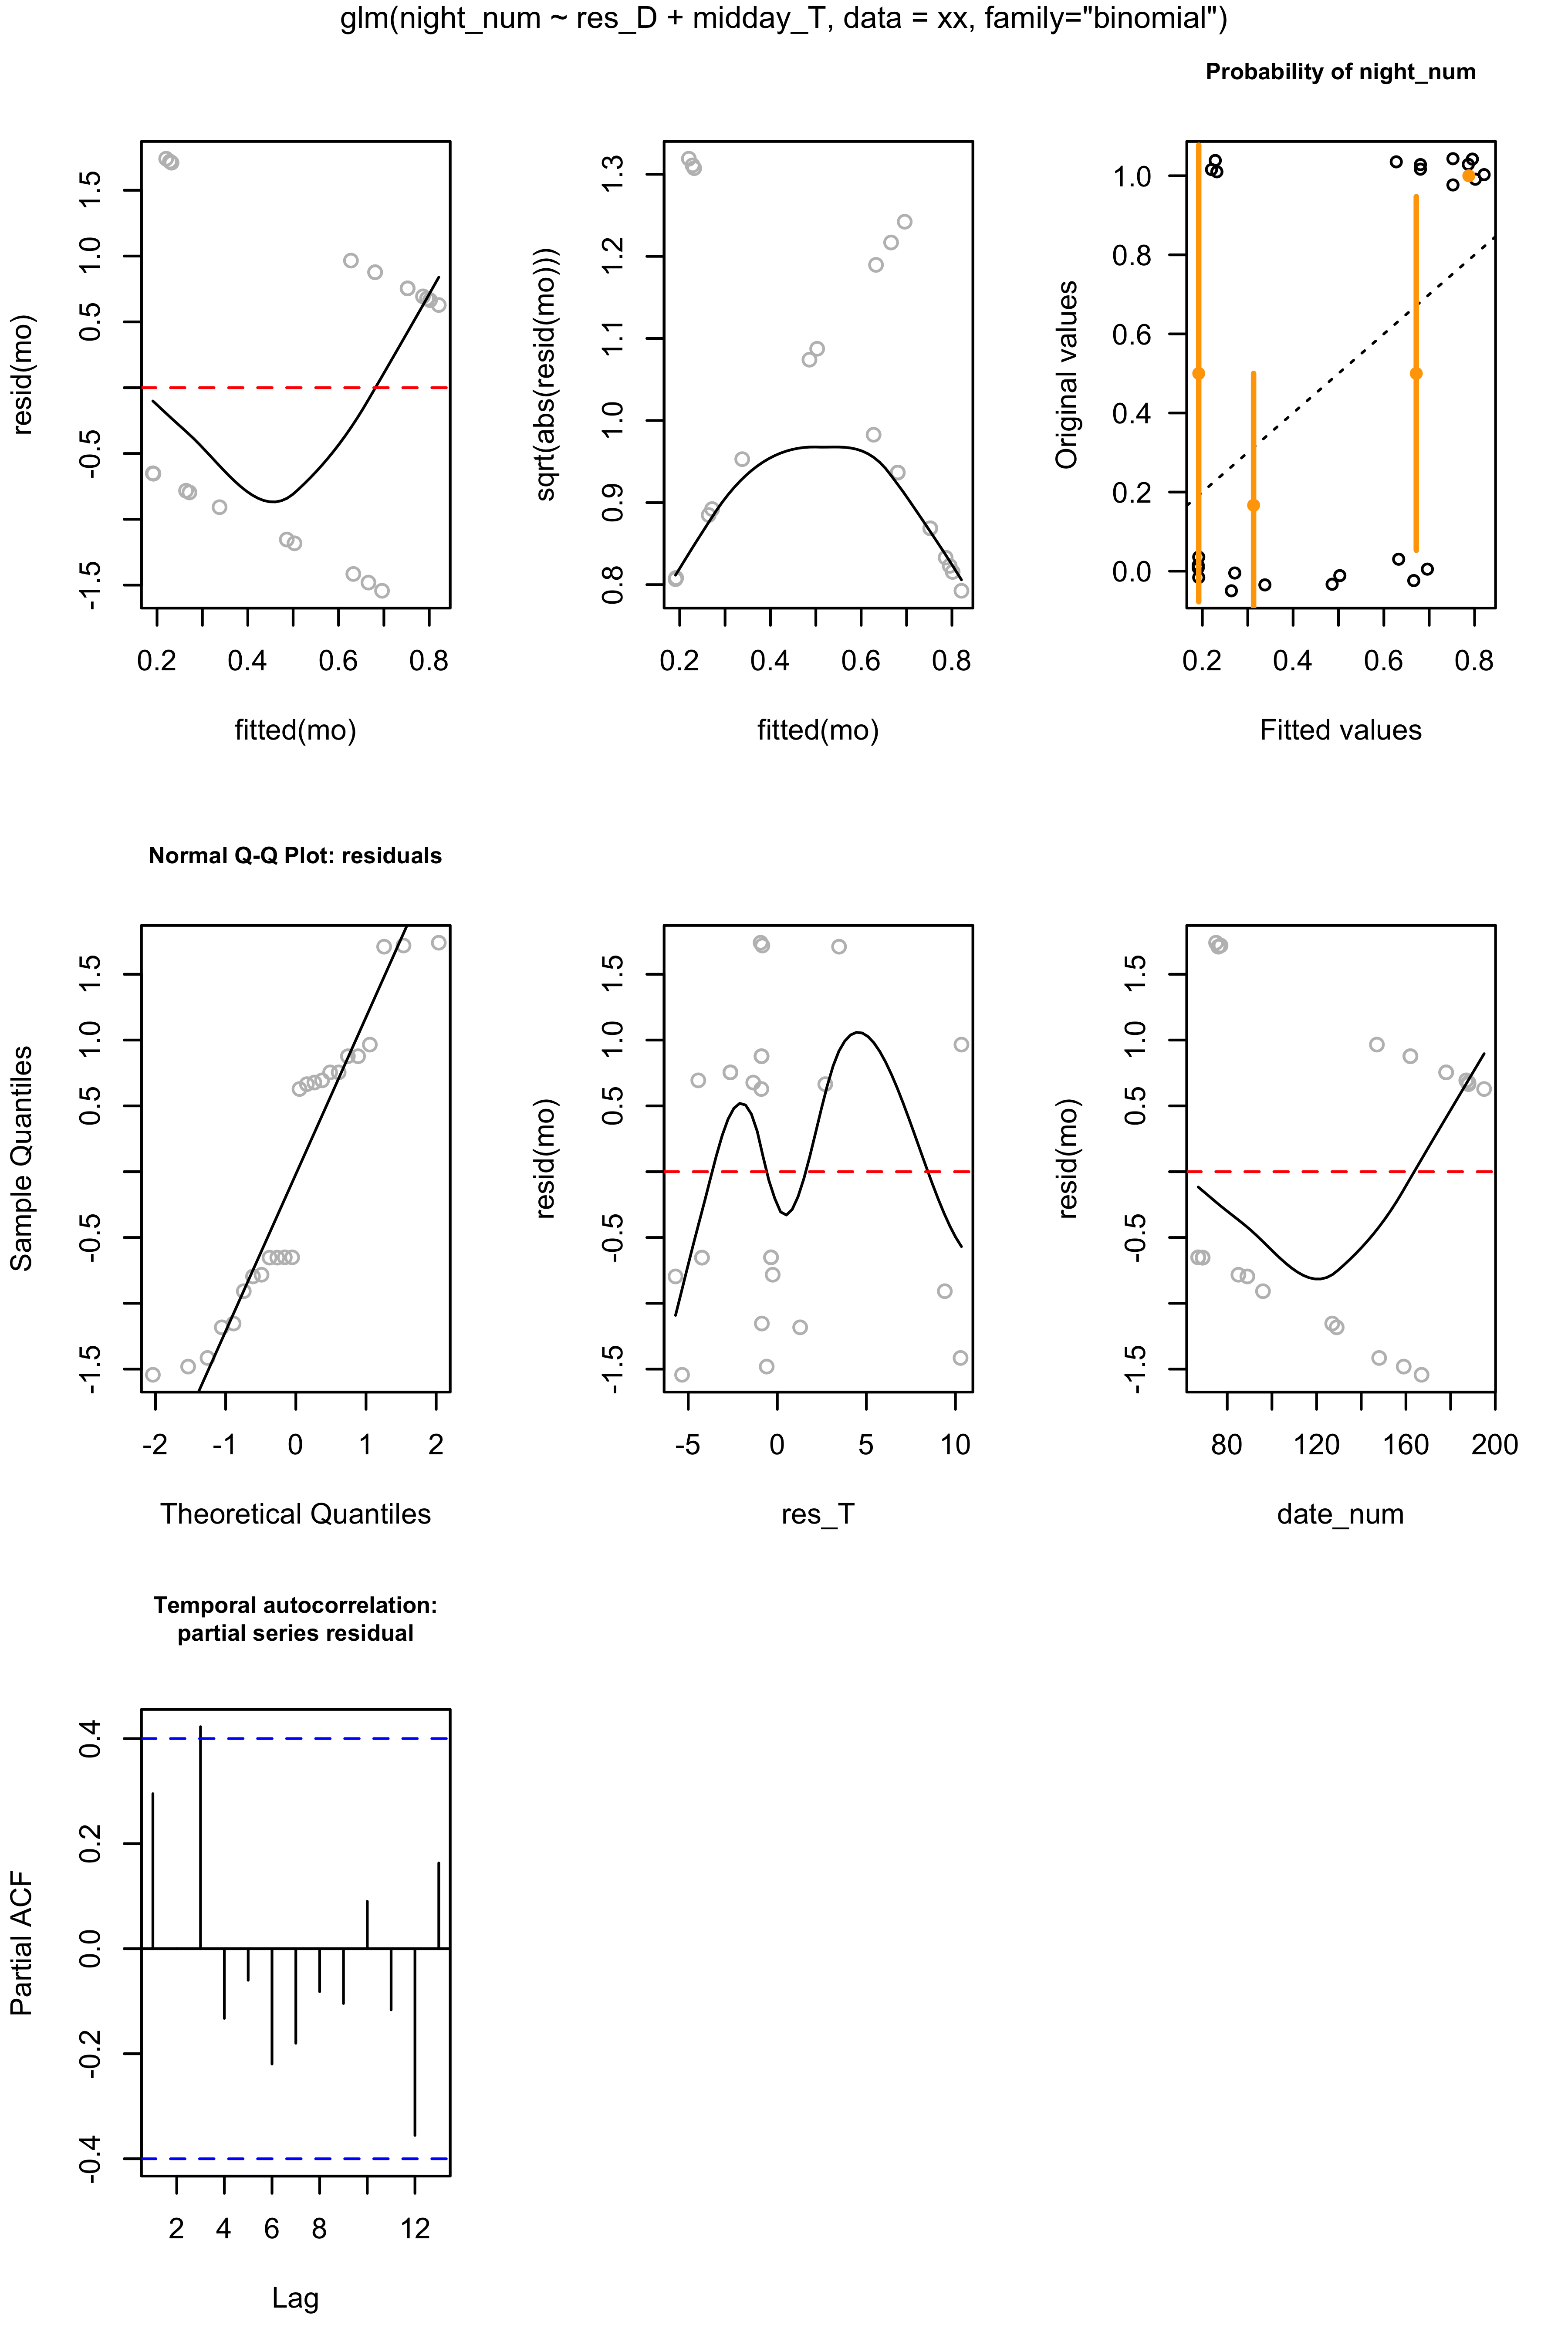 glm(night_num ~ res_D + midday_T, data = xx, family="binomial")
resid(mo)
1.5
1.0
0.5
-0.5
-1.5
0.2 0.4 0.6 0.8
fitted(mo)
sqrt(abs(resid(mo)))
1.3
1.2
1.1
1.0
0.9
0.8
0.2 0.4 0.6 0.8
fitted(mo)
Probability of night_num
Original values
1.0
0.8
0.6
0.4
0.2
0.0
0.2 0.4 0.6 0.8
Fitted values
Normal Q-Q Plot: residuals
Sample Quantiles
1.5
1.0
0.5
-0.5
-1.5
-2 -1 0 1 2
Theoretical Quantiles
resid(mo)
1.5
1.0
0.5
-0.5
-1.5
-5 0 5 10
res_T
resid(mo)
1.5
1.0
0.5
-0.5
-1.5
80 120 160 200
date_num
Temporal autocorrelation:
partial series residual
Partial ACF
0.4
0.2
0.0
-0.2
-0.4
2 4 6 8 12
Lag